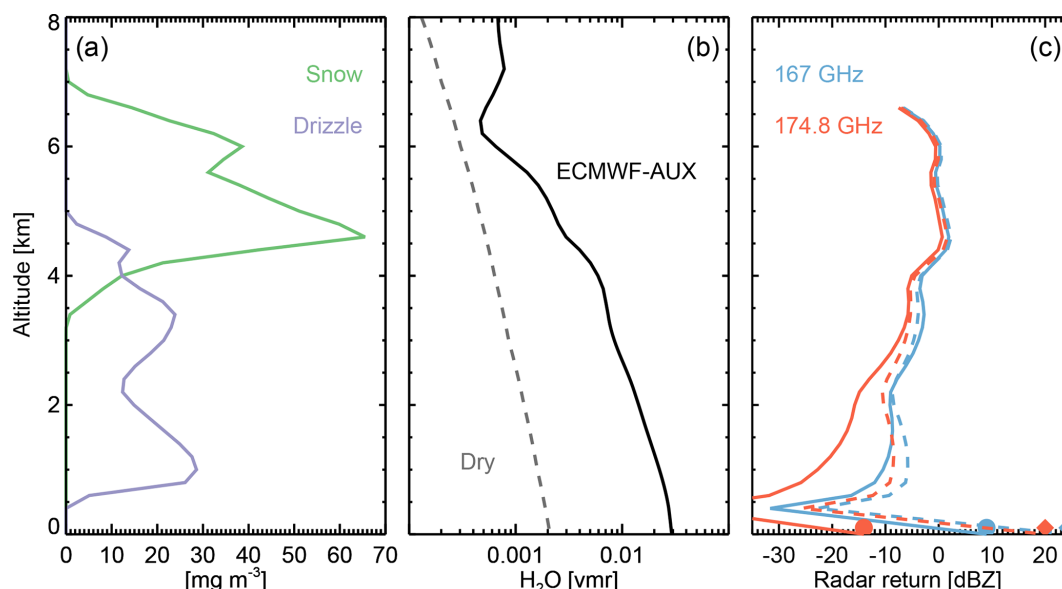 (a)
(b)
(c)
Snow
Drizzle
ECMWF-AUX
Dry
167 GHz
174.8 GHz
8
6
4
2
0
Altitude [km]
0 10 20 30 40 50 60 70
[mg m⁻³]
0.001 0.01
H₂O [vmr]
-30 -20 -10 0 10 20
Radar return [dBZ]